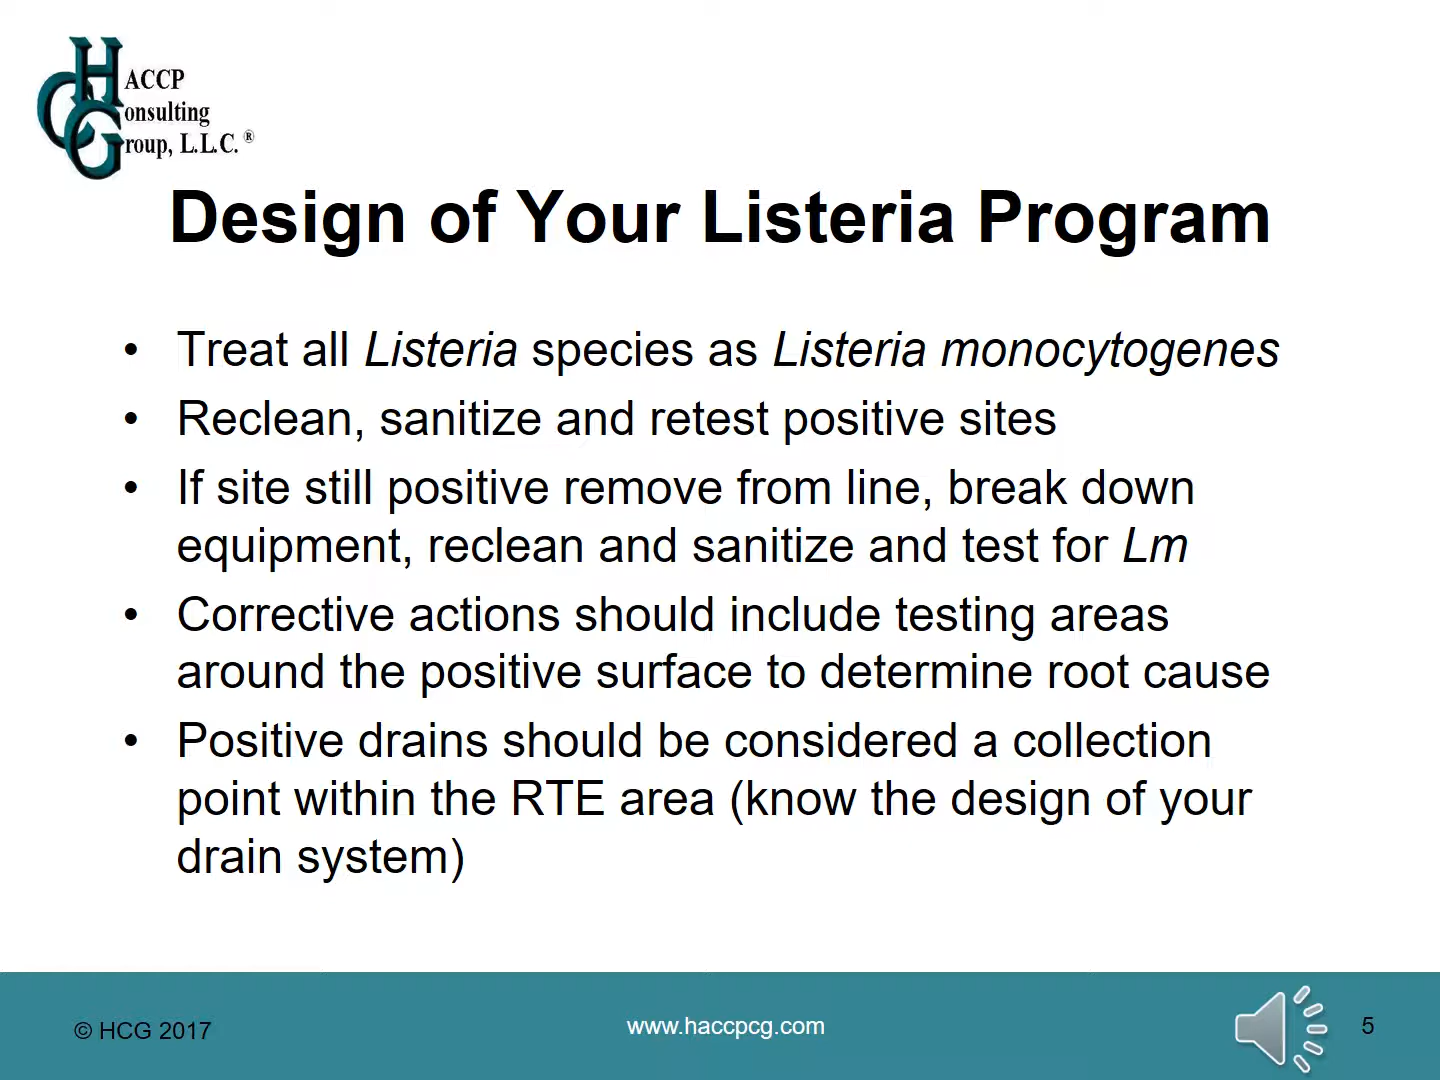 HACCP
Consulting
Group, L.L.C.®
Design of Your Listeria Program
• Treat all Listeria species as Listeria monocytogenes
• Reclean, sanitize and retest positive sites
• If site still positive remove from line, break down
equipment, reclean and sanitize and test for Lm
• Corrective actions should include testing areas
around the positive surface to determine root cause
• Positive drains should be considered a collection
point within the RTE area (know the design of your
drain system)
© HCG 2017
www.haccpcg.com
5